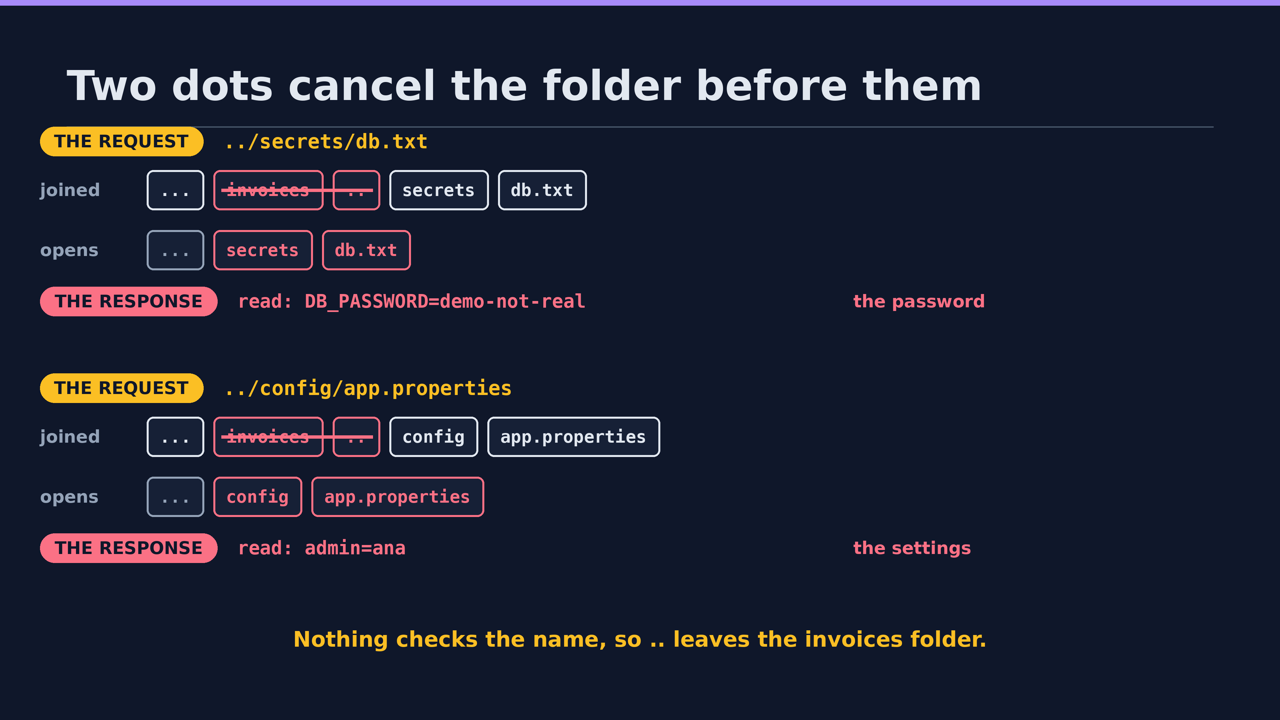 Two dots cancel the folder before them
THE REQUEST ../secrets/db.txt
joined ... invoices .. secrets db.txt
opens ... secrets db.txt
THE RESPONSE read: DB_PASSWORD=demo-not-real the password
THE REQUEST ../config/app.properties
joined ... invoices .. config app.properties
opens ... config app.properties
THE RESPONSE read: admin=ana the settings
Nothing checks the name, so .. leaves the invoices folder.